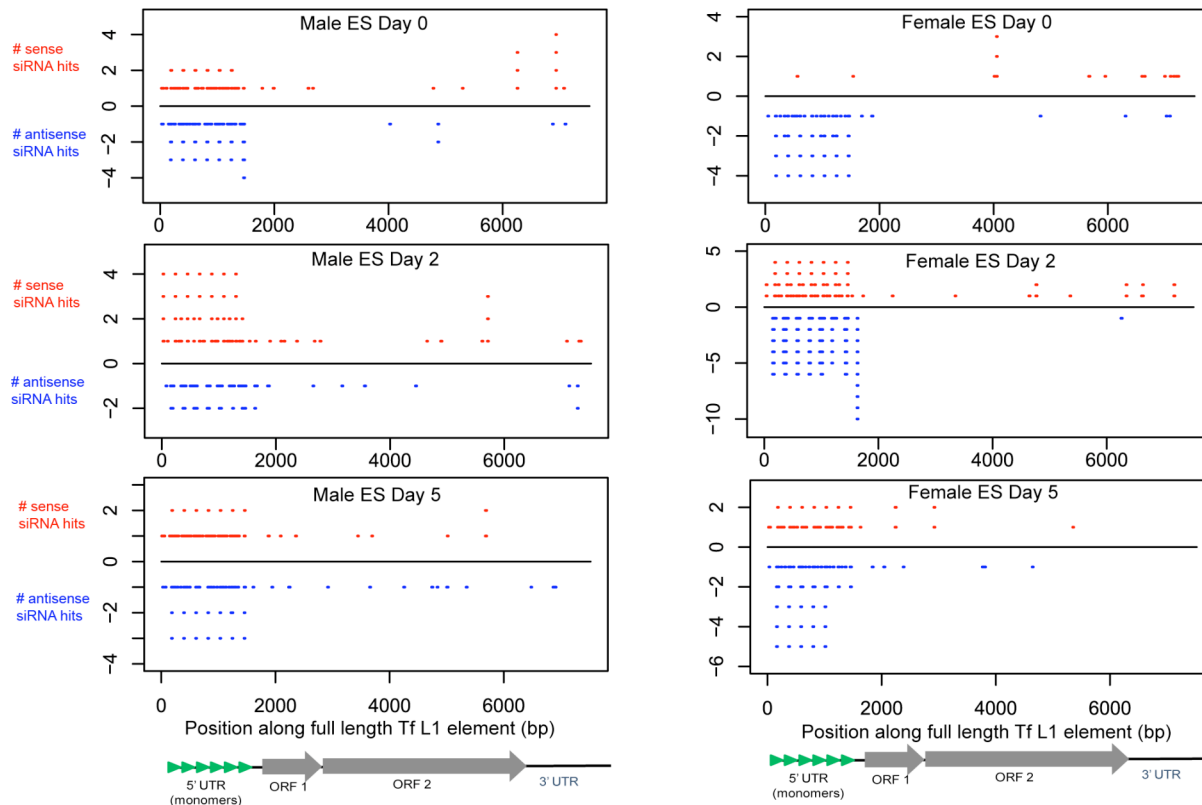 Male ES Day 0
# sense
siRNA hits
# antisense
siRNA hits
4
2
0
−2
−4
0 2000 4000 6000
Female ES Day 0
4
2
0
−2
−4
0 2000 4000 6000
Male ES Day 2
# sense
siRNA hits
# antisense
siRNA hits
4
2
0
−2
0 2000 4000 6000
Female ES Day 2
5
0
−5
−10
0 2000 4000 6000
Male ES Day 5
# sense
siRNA hits
# antisense
siRNA hits
2
0
−2
−4
0 2000 4000 6000
Position along full length Tf L1 element (bp)
5' UTR
(monomers)
ORF 1
ORF 2
3' UTR
Female ES Day 5
2
0
−2
−4
−6
0 2000 4000 6000
Position along full length Tf L1 element (bp)
5' UTR
(monomers)
ORF 1
ORF 2
3' UTR